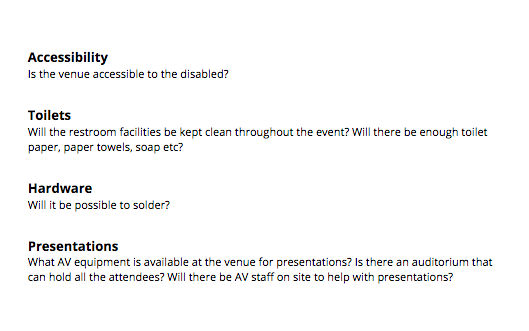 Accessibility
Is the venue accessible to the disabled?
Toilets
Will the restroom facilities be kept clean throughout the event? Will there be enough toilet
paper, paper towels, soap etc?
Hardware
Will it be possible to solder?
Presentations
What AV equipment is available at the venue for presentations? Is there an auditorium that
can hold all the attendees? Will there be AV staff on site to help with presentations?